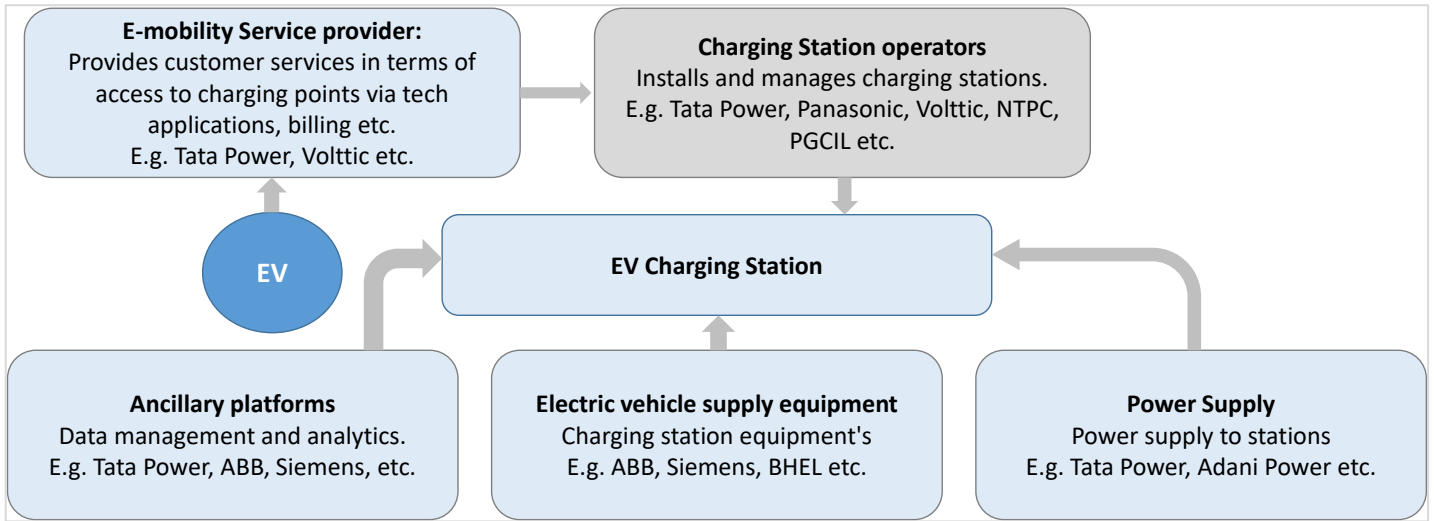 E-mobility Service provider:
Provides customer services in terms of
access to charging points via tech
applications, billing etc.
E.g. Tata Power, Volttic etc.
Charging Station operators
Installs and manages charging stations.
E.g. Tata Power, Panasonic, Volttic, NTPC,
PGCIL etc.
EV
EV Charging Station
Ancillary platforms
Data management and analytics.
E.g. Tata Power, ABB, Siemens, etc.
Electric vehicle supply equipment
Charging station equipment's
E.g. ABB, Siemens, BHEL etc.
Power Supply
Power supply to stations
E.g. Tata Power, Adani Power etc.